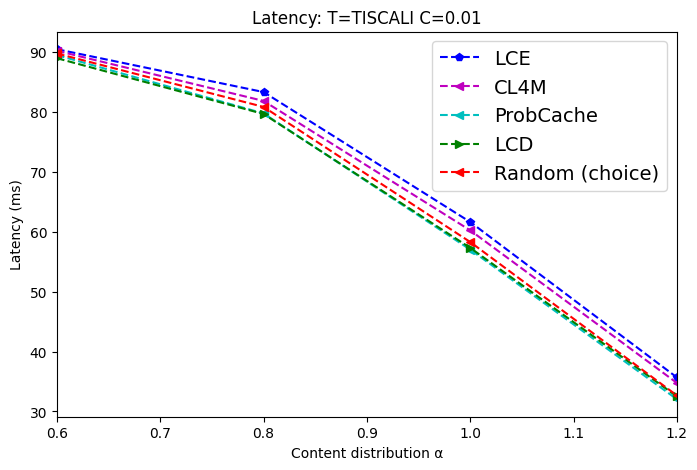 Latency: T=TISCALI C=0.01
Latency (ms)
90
80
70
60
50
40
30
LCE
CL4M
ProbCache
LCD
Random (choice)
0.6 0.7 0.8 0.9 1.0 1.1 1.2
Content distribution α